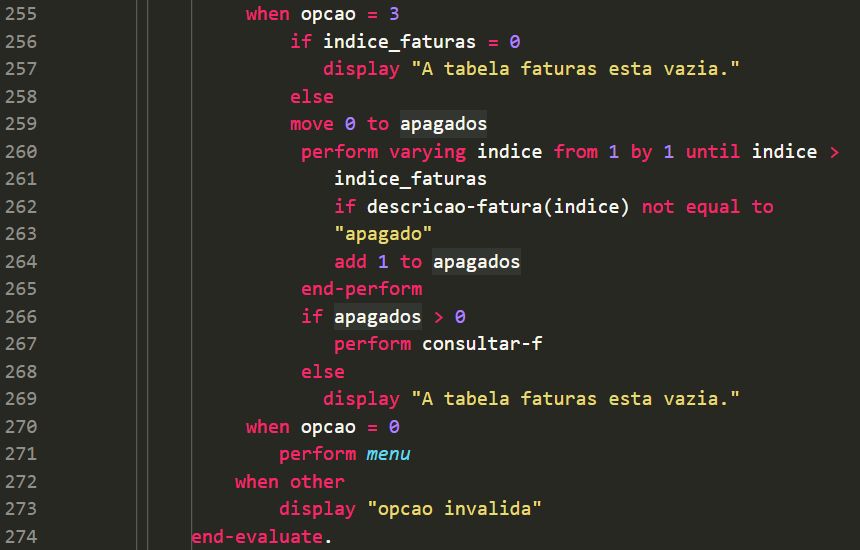 255 when opcao = 3
256 if indice_faturas = 0
257 display "A tabela faturas esta vazia."
258 else
259 move 0 to apagados
260 perform varying indice from 1 by 1 until indice >
261 indice_faturas
262 if descricao-fatura(indice) not equal to
263 "apagado"
264 add 1 to apagados
265 end-perform
266 if apagados > 0
267 perform consultar-f
268 else
269 display "A tabela faturas esta vazia."
270 when opcao = 0
271 perform menu
272 when other
273 display "opcao invalida"
274 end-evaluate.